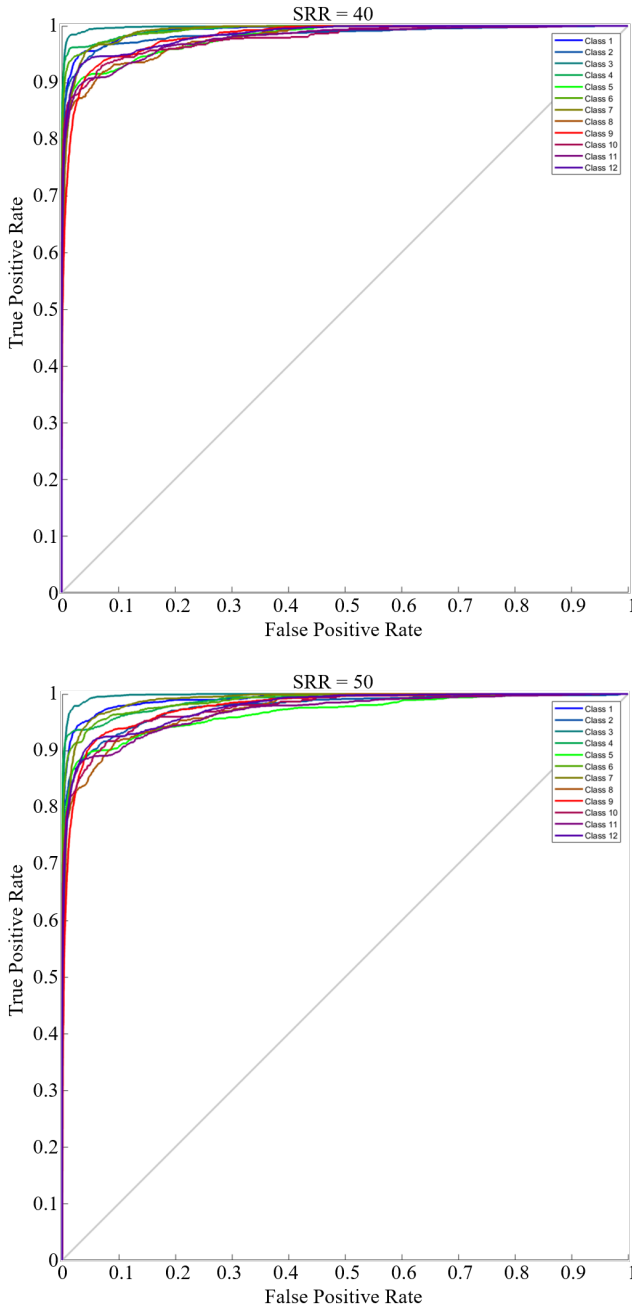 SRR = 40
1
0.9
0.8
0.7
0.6
0.5
0.4
0.3
0.2
0.1
0
True Positive Rate
Class 1
Class 2
Class 3
Class 4
Class 5
Class 6
Class 7
Class 8
Class 9
Class 10
Class 11
Class 12
0 0.1 0.2 0.3 0.4 0.5 0.6 0.7 0.8 0.9 1
False Positive Rate
SRR = 50
1
0.9
0.8
0.7
0.6
0.5
0.4
0.3
0.2
0.1
0
True Positive Rate
Class 1
Class 2
Class 3
Class 4
Class 5
Class 6
Class 7
Class 8
Class 9
Class 10
Class 11
Class 12
0 0.1 0.2 0.3 0.4 0.5 0.6 0.7 0.8 0.9 1
False Positive Rate